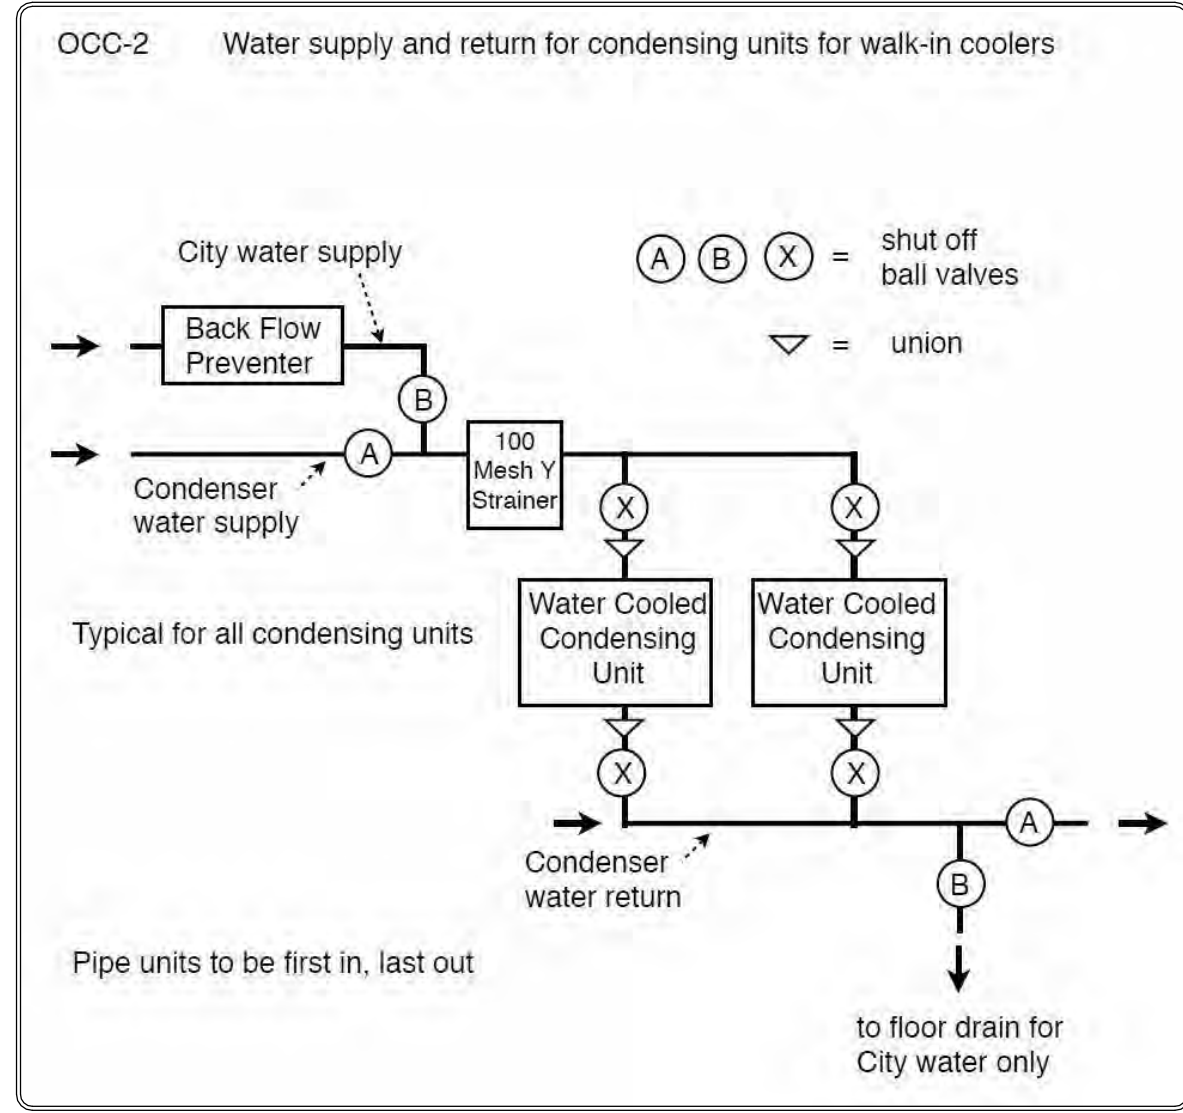 OCC-2 Water supply and return for condensing units for walk-in coolers
City water supply
A B X = shut off
ball valves
= union
Back Flow
Preventer
B
A
100
Mesh Y
Strainer
Condenser
water supply
X
X
Water Cooled
Condensing
Unit
Water Cooled
Condensing
Unit
Typical for all condensing units
X
X
A
Condenser
water return
B
Pipe units to be first in, last out
to floor drain for
City water only